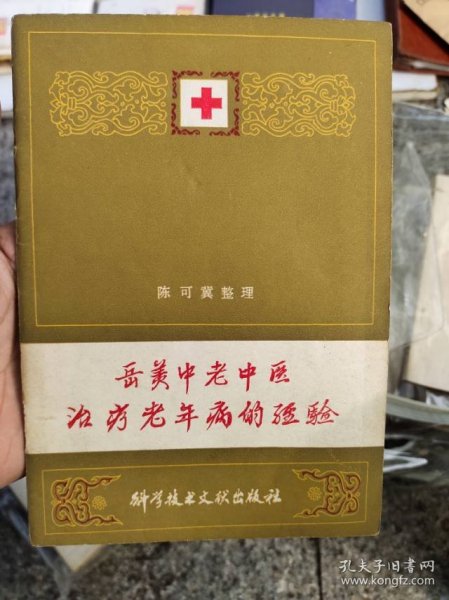 陈可冀整理
岳美中老中医
治疗老年病的经验
科学技术文献出版社
孔夫子旧书网
www.kongfz.com